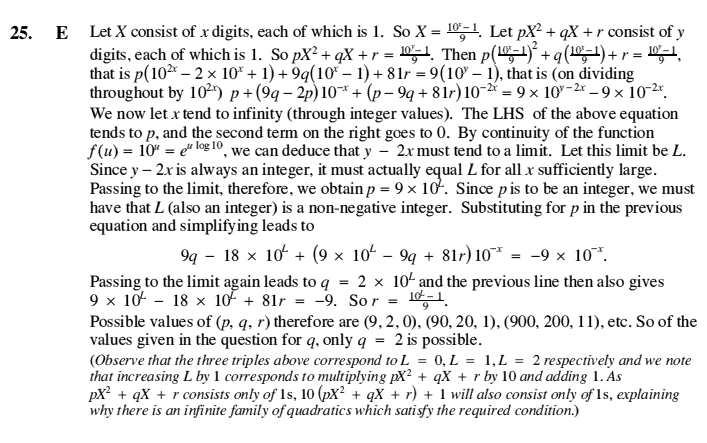 25. E Let X consist of x digits, each of which is 1. So X = (10^x − 1)/9. Let pX² + qX + r consist of y
digits, each of which is 1. So pX² + qX + r = (10^y − 1)/9. Then p((10^x − 1)/9)² + q((10^x − 1)/9) + r = (10^y − 1)/9,
that is p(10^{2x} − 2 × 10^x + 1) + 9q(10^x − 1) + 81r = 9(10^y − 1), that is (on dividing
throughout by 10^{2x}) p + (9q − 2p)10^{−x} + (p − 9q + 81r)10^{−2x} = 9 × 10^{y − 2x} − 9 × 10^{−2x}.
We now let x tend to infinity (through integer values). The LHS of the above equation
tends to p, and the second term on the right goes to 0. By continuity of the function
f(u) = 10^u = e^{u log 10}, we can deduce that y − 2x must tend to a limit. Let this limit be L.
Since y − 2x is always an integer, it must actually equal L for all x sufficiently large.
Passing to the limit, therefore, we obtain p = 9 × 10^L. Since p is to be an integer, we must
have that L (also an integer) is a non-negative integer. Substituting for p in the previous
equation and simplifying leads to
9q − 18 × 10^L + (9 × 10^L − 9q + 81r)10^{−x} = −9 × 10^{−x}.
Passing to the limit again leads to q = 2 × 10^L and the previous line then also gives
9 × 10^L − 18 × 10^L + 81r = −9. So r = (10^L − 1)/9.
Possible values of (p, q, r) therefore are (9, 2, 0), (90, 20, 1), (900, 200, 11), etc. So of the
values given in the question for q, only q = 2 is possible.
(Observe that the three triples above correspond to L = 0, L = 1, L = 2 respectively and we note
that increasing L by 1 corresponds to multiplying pX² + qX + r by 10 and adding 1. As
pX² + qX + r consists only of 1s, 10(pX² + qX + r) + 1 will also consist only of 1s, explaining
why there is an infinite family of quadratics which satisfy the required condition.)